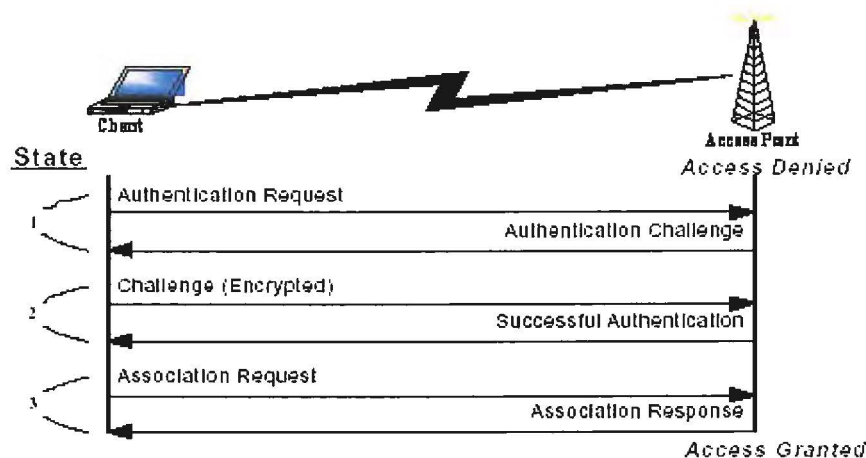 Client
Access Point
State
Access Denied
Authentication Request
1
Authentication Challenge
Challenge (Encrypted)
2
Successful Authentication
Association Request
3
Association Response
Access Granted